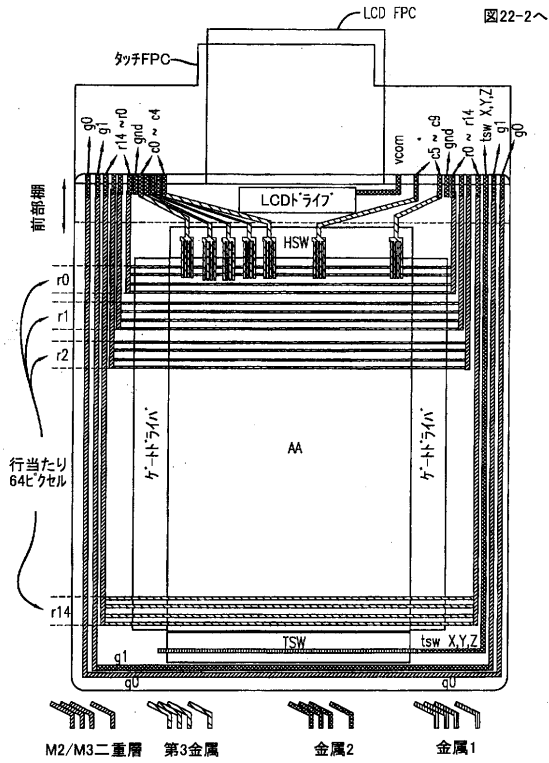 LCD FPC
図22-2へ
タッチFPC
g0
g1
r14 ~ r0
gnd
c0 ~ c4
vcom
c5 ~ c9
gnd
r0 ~ r14
tsw X,Y,Z
g1
g0
前部棚
LCDドライブ
HSW
r0
r1
r2
ゲートドライバ
AA
ゲートドライバ
行当たり
64ピクセル
r14
TSW
tsw X,Y,Z
g1
g0
g0
M2/M3二重層
第3金属
金属2
金属1